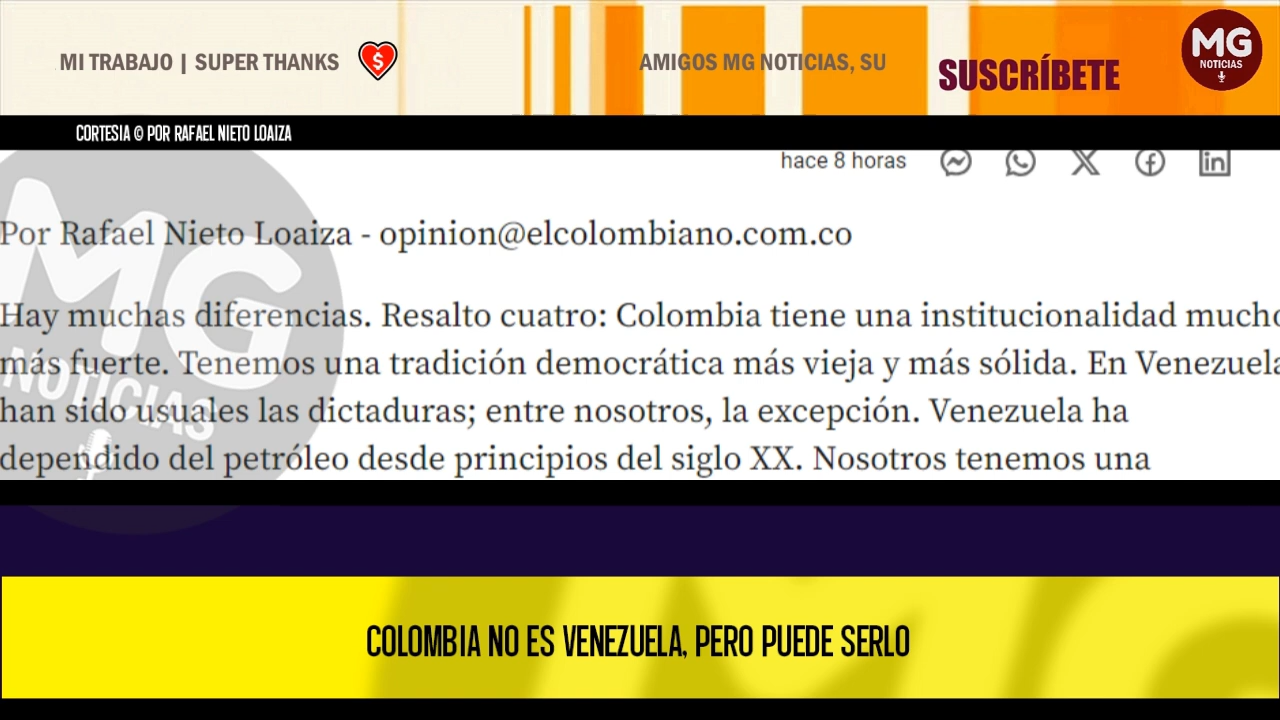 MI TRABAJO | SUPER THANKS
$
AMIGOS MG NOTICIAS, SU
SUSCRÍBETE
MG
NOTICIAS
CORTESIA © POR RAFAEL NIETO LOAIZA
hace 8 horas
Por Rafael Nieto Loaiza - opinion@elcolombiano.com.co
Hay muchas diferencias. Resalto cuatro: Colombia tiene una institucionalidad mucho
más fuerte. Tenemos una tradición democrática más vieja y más sólida. En Venezuela
han sido usuales las dictaduras; entre nosotros, la excepción. Venezuela ha
dependido del petróleo desde principios del siglo XX. Nosotros tenemos una
MG
NOTICIAS
COLOMBIA NO ES VENEZUELA, PERO PUEDE SERLO